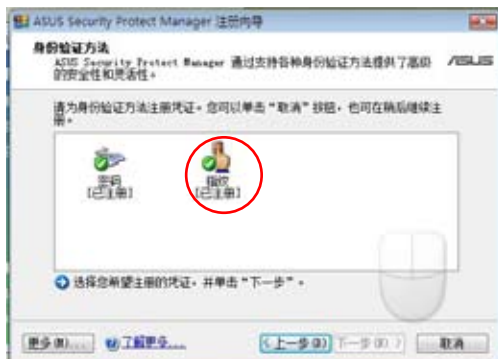 ASUS Security Protect Manager 注册向导
身份验证方法
ASUS Security Protect Manager 通过支持各种身份验证方法提供了高级
的安全性和灵活性。
ASUS
请为身份验证方法注册凭证。您可以单击“取消”按钮，也可在稍后继续注
册。
密码
[已注册]
指纹
[已注册]
选择您希望注册的凭证，并单击“下一步”。
更多(M)...
了解更多...
< 上一步(B)
下一步(N) >
取消